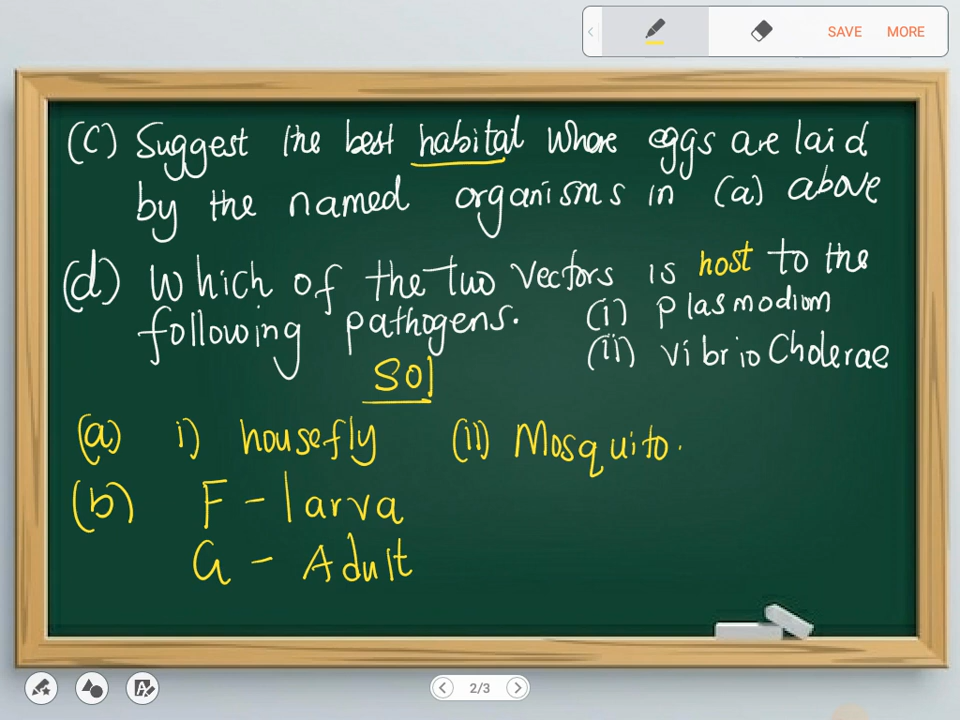 SAVE MORE
(c) Suggest the best habital where eggs are laid
by the named organisms in (a) above
(d) Which of the two vectors is host to the
following pathogens. (i) plasmodium
(ii) vibrio Cholerae
Sol
(a) i) housefly (ii) Mosquito.
(b) F - larva
G - Adult
2/3